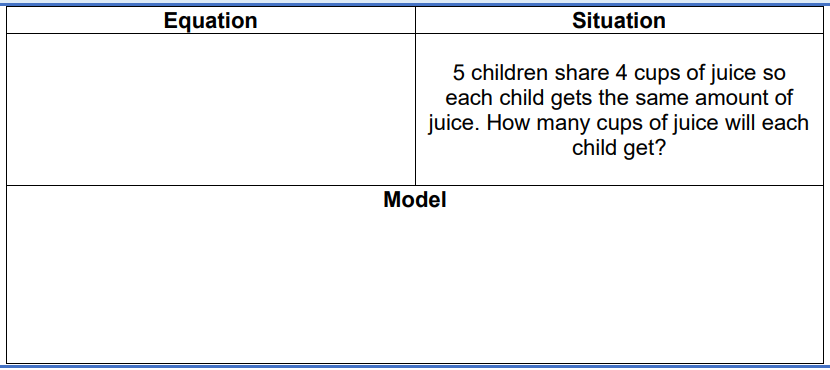 Equation
Situation
5 children share 4 cups of juice so
each child gets the same amount of
juice. How many cups of juice will each
child get?
Model